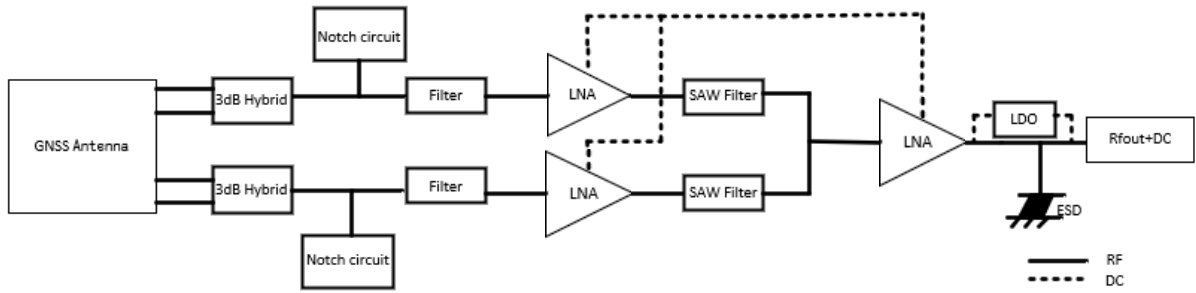 Notch circuit
3dB Hybrid
Filter
LNA
SAW Filter
GNSS Antenna
LNA
LDO
Rfout+DC
3dB Hybrid
Filter
LNA
SAW Filter
ESD
Notch circuit
RF
DC